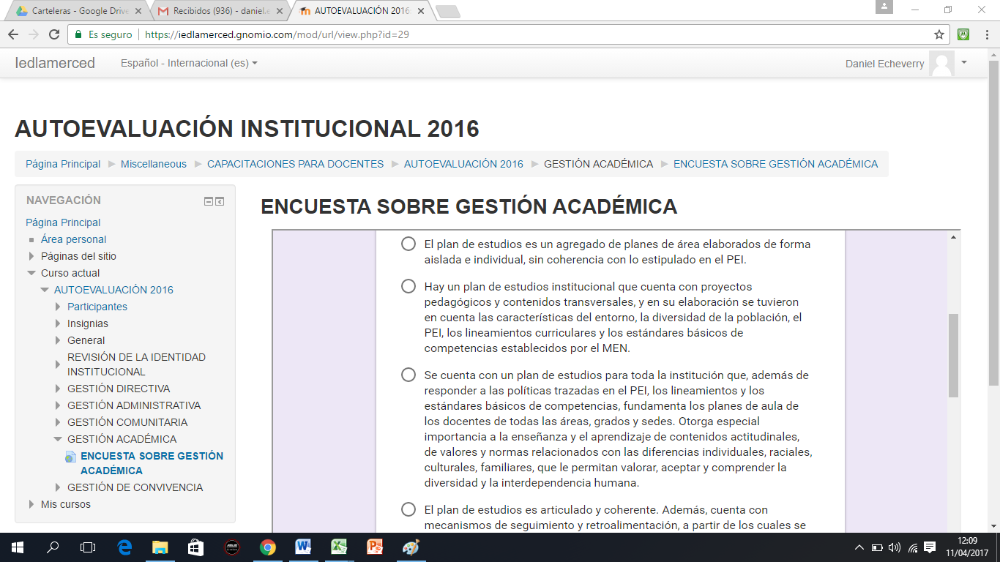 Carteleras - Google Drive
Recibidos (936) - daniel.e
AUTOEVALUACIÓN 2016:
Es seguro
https://iedlamerced.gnomio.com/mod/url/view.php?id=29
Iedlamerced
Español - Internacional (es)
Daniel Echeverry
AUTOEVALUACIÓN INSTITUCIONAL 2016
Página Principal
Miscellaneous
CAPACITACIONES PARA DOCENTES
AUTOEVALUACIÓN 2016
GESTIÓN ACADÉMICA
ENCUESTA SOBRE GESTIÓN ACADÉMICA
NAVEGACIÓN
Página Principal
Área personal
Páginas del sitio
Curso actual
AUTOEVALUACIÓN 2016
Participantes
Insignias
General
REVISIÓN DE LA IDENTIDAD
INSTITUCIONAL
GESTIÓN DIRECTIVA
GESTIÓN ADMINISTRATIVA
GESTIÓN COMUNITARIA
GESTIÓN ACADÉMICA
ENCUESTA SOBRE GESTIÓN
ACADÉMICA
GESTIÓN DE CONVIVENCIA
Mis cursos
ENCUESTA SOBRE GESTIÓN ACADÉMICA
El plan de estudios es un agregado de planes de área elaborados de forma
aislada e individual, sin coherencia con lo estipulado en el PEI.
Hay un plan de estudios institucional que cuenta con proyectos
pedagógicos y contenidos transversales, y en su elaboración se tuvieron
en cuenta las características del entorno, la diversidad de la población, el
PEI, los lineamientos curriculares y los estándares básicos de
competencias establecidos por el MEN.
Se cuenta con un plan de estudios para toda la institución que, además de
responder a las políticas trazadas en el PEI, los lineamientos y los
estándares básicos de competencias, fundamenta los planes de aula de
los docentes de todas las áreas, grados y sedes. Otorga especial
importancia a la enseñanza y el aprendizaje de contenidos actitudinales,
de valores y normas relacionados con las diferencias individuales, raciales,
culturales, familiares, que le permitan valorar, aceptar y comprender la
diversidad y la interdependencia humana.
El plan de estudios es articulado y coherente. Además, cuenta con
mecanismos de seguimiento y retroalimentación, a partir de los cuales se
12:09
11/04/2017